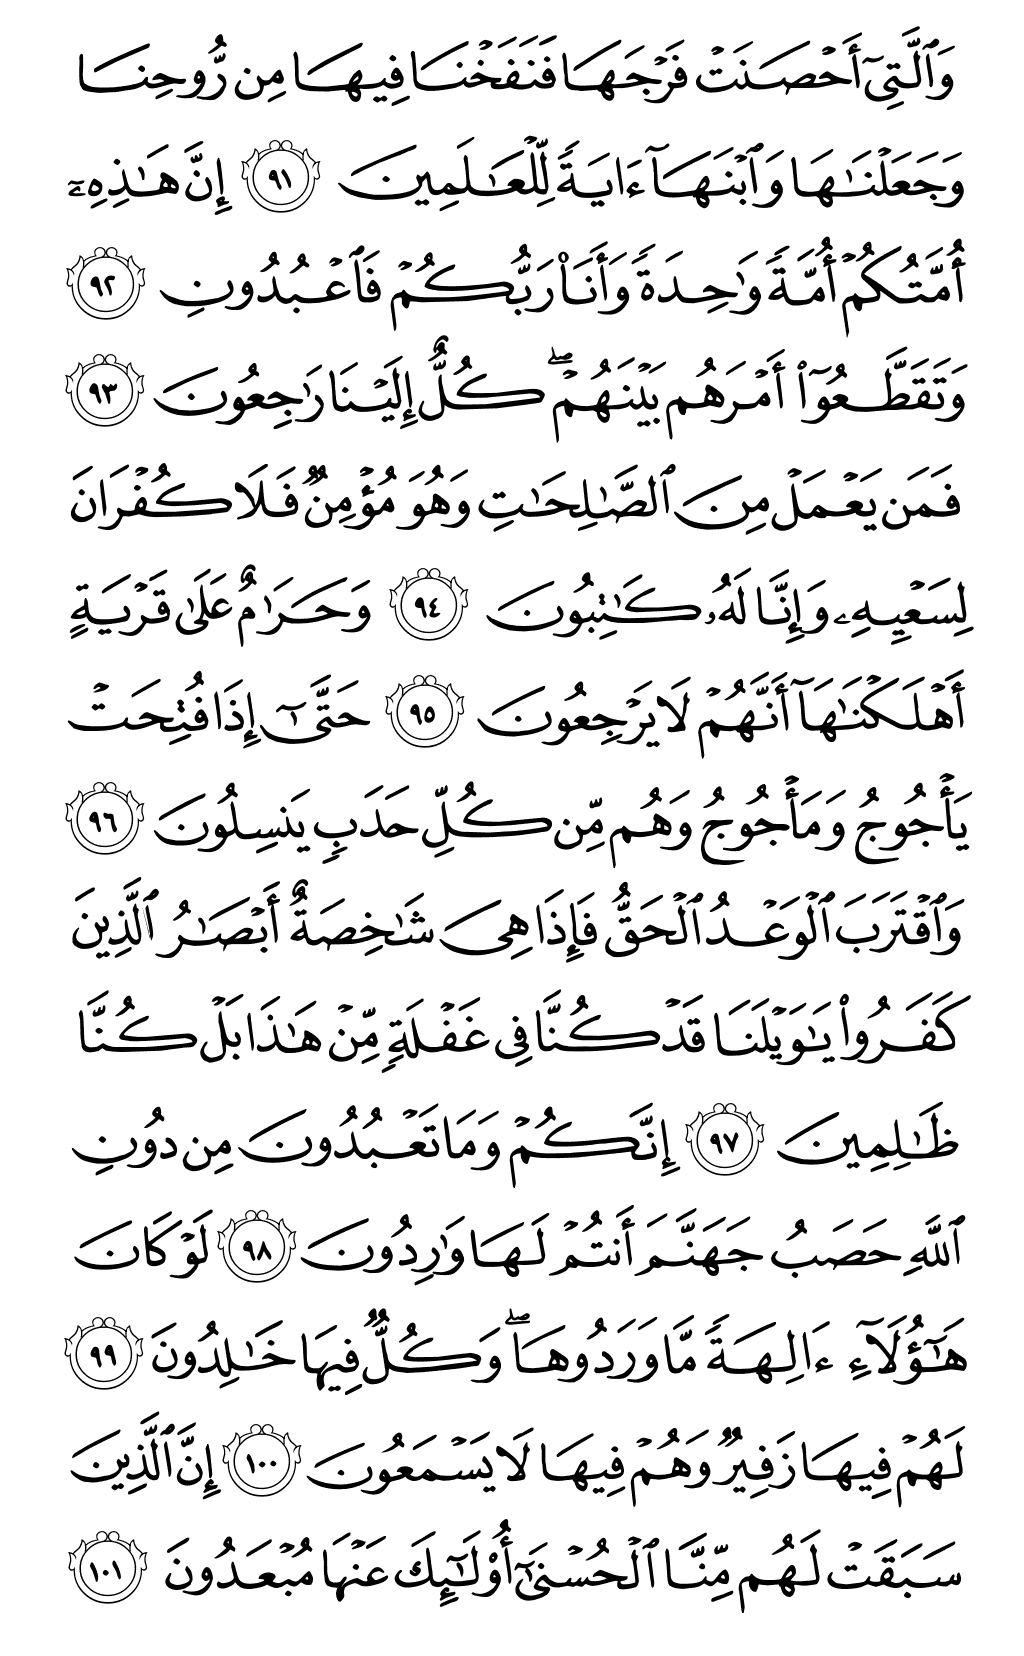 وَٱلَّتِىٓ أَحۡصَنَتۡ فَرۡجَهَا فَنَفَخۡنَا فِيهَا مِن رُّوحِنَا
وَجَعَلۡنَٰهَا وَٱبۡنَهَآ ءَايَةٗ لِّلۡعَٰلَمِينَ ٩١ إِنَّ هَٰذِهِۦٓ
أُمَّتُكُمۡ أُمَّةٗ وَٰحِدَةٗ وَأَنَا۠ رَبُّكُمۡ فَٱعۡبُدُونِ ٩٢
وَتَقَطَّعُوٓاْ أَمۡرَهُم بَيۡنَهُمۡۖ كُلٌّ إِلَيۡنَا رَٰجِعُونَ ٩٣
فَمَن يَعۡمَلۡ مِنَ ٱلصَّٰلِحَٰتِ وَهُوَ مُؤۡمِنٞ فَلَا كُفۡرَانَ
لِسَعۡيِهِۦ وَإِنَّا لَهُۥ كَٰتِبُونَ ٩٤ وَحَرَٰمٌ عَلَىٰ قَرۡيَةٍ
أَهۡلَكۡنَٰهَآ أَنَّهُمۡ لَا يَرۡجِعُونَ ٩٥ حَتَّىٰٓ إِذَا فُتِحَتۡ
يَأۡجُوجُ وَمَأۡجُوجُ وَهُم مِّن كُلِّ حَدَبٖ يَنسِلُونَ ٩٦
وَٱقۡتَرَبَ ٱلۡوَعۡدُ ٱلۡحَقُّ فَإِذَا هِىَ شَٰخِصَةٌ أَبۡصَٰرُ ٱلَّذِينَ
كَفَرُواْ يَٰوَيۡلَنَا قَدۡ كُنَّا فِى غَفۡلَةٖ مِّنۡ هَٰذَا بَلۡ كُنَّا
ظَٰلِمِينَ ٩٧ إِنَّكُمۡ وَمَا تَعۡبُدُونَ مِن دُونِ
ٱللَّهِ حَصَبُ جَهَنَّمَ أَنتُمۡ لَهَا وَٰرِدُونَ ٩٨ لَوۡ كَانَ
هَٰٓؤُلَآءِ ءَالِهَةٗ مَّا وَرَدُوهَاۖ وَكُلّٞ فِيهَا خَٰلِدُونَ ٩٩
لَهُمۡ فِيهَا زَفِيرٞ وَهُمۡ فِيهَا لَا يَسۡمَعُونَ ١٠٠ إِنَّ ٱلَّذِينَ
سَبَقَتۡ لَهُم مِّنَّا ٱلۡحُسۡنَىٰٓ أُوْلَٰٓئِكَ عَنۡهَا مُبۡعَدُونَ ١٠١